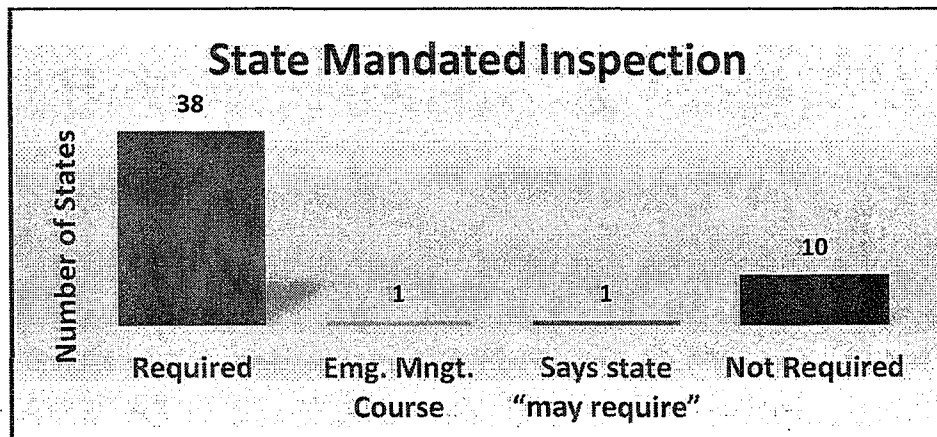 State Mandated Inspection
38
1
1
10
Number of States
Required
Emg. Mngt.
Course
Says state
“may require”
Not Required